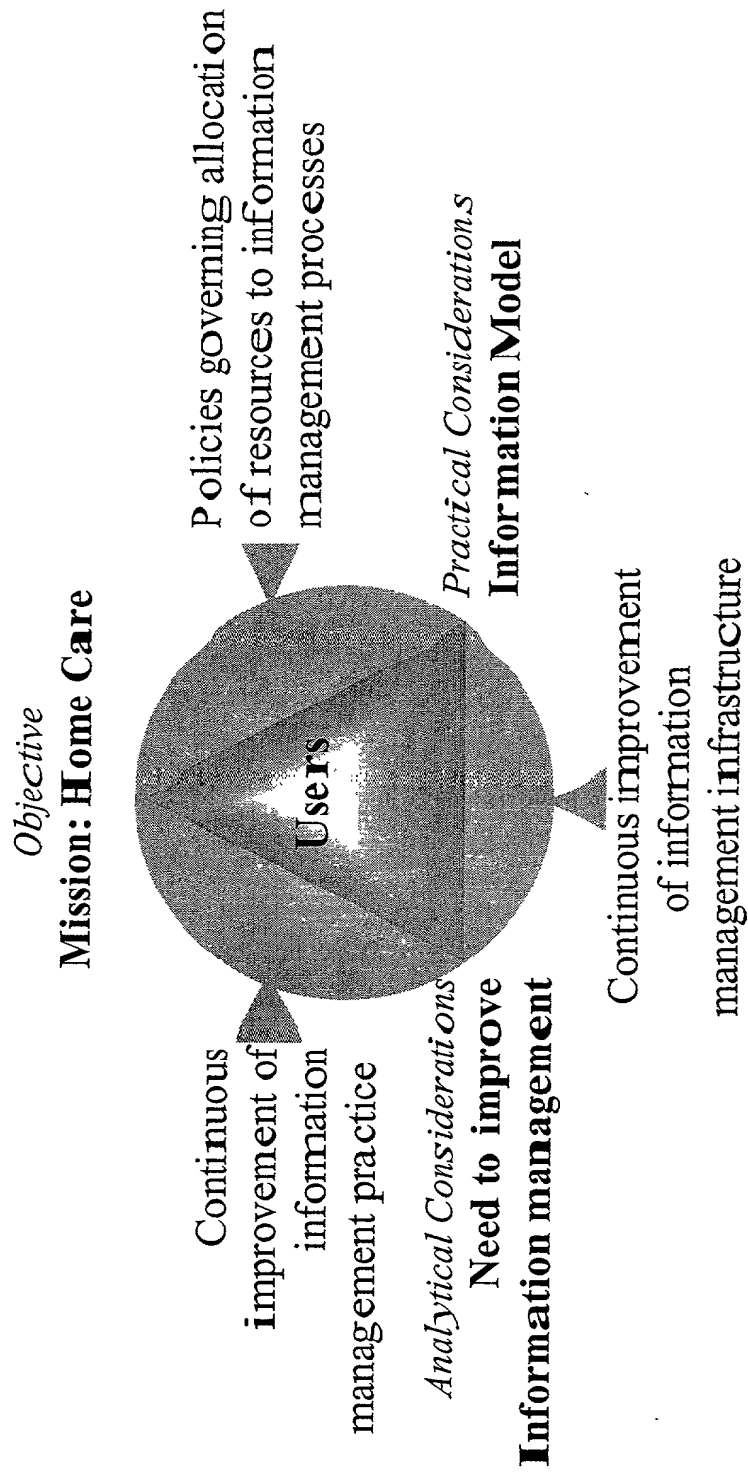 Objective
Mission: Home Care
Continuous
improvement of
information
management practice
Policies governing allocation
of resources to information
management processes
Users
Analytical Considerations
Need to improve
Information management
Practical Considerations
Information Model
Continuous improvement
of information
management infrastructure